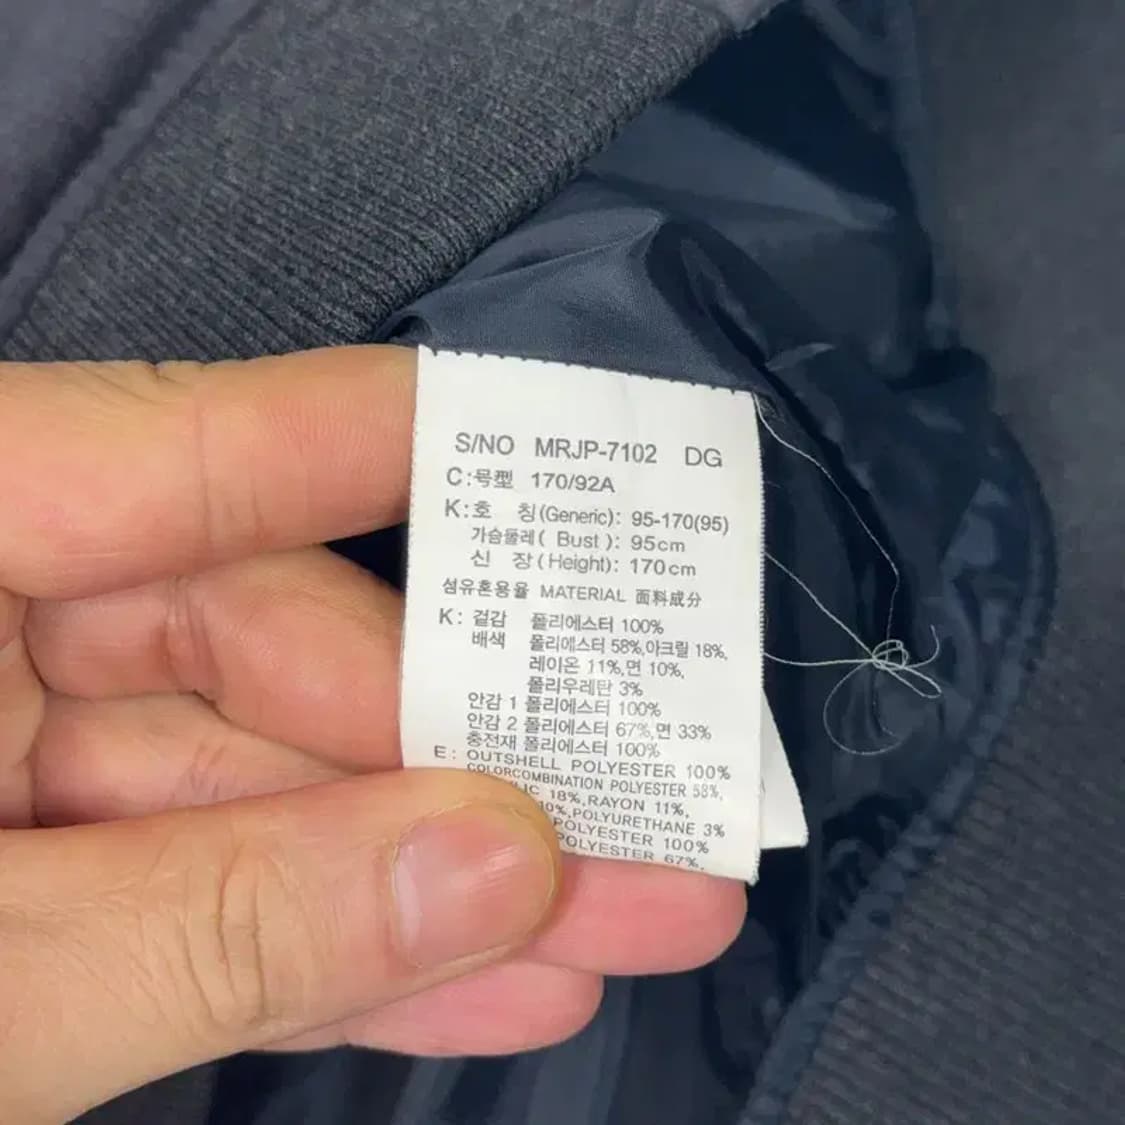 S/NO MRJP-7102 DG
C:号型 170/92A
K:호 칭(Generic): 95-170(95)
가슴둘레( Bust ): 95cm
신 장(Height): 170cm
섬유혼용율 MATERIAL 面料成分
K: 겉감 폴리에스터 100%
배색 폴리에스터 58%,아크릴 18%,
레이온 11%,면 10%,
폴리우레탄 3%
안감 1 폴리에스터 100%
안감 2 폴리에스터 67%,면 33%
충전재 폴리에스터 100%
E: OUTSHELL POLYESTER 100%
COLORCOMBINATION POLYESTER 58%,
18%,RAYON 11%,
10%,POLYURETHANE 3%
POLYESTER 100%
POLYESTER 67%,